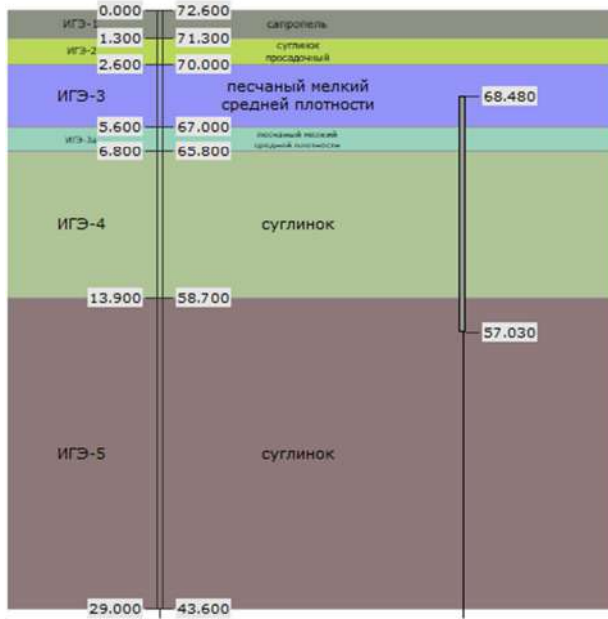 0.000 72.600
ИГЭ-1 сапропель
1.300 71.300
ИГЭ-2 суглинок
просадочный
2.600 70.000
ИГЭ-3 песчаный мелкий
средней плотности
68.480
5.600 67.000
ИГЭ-3а песчаный мелкий
средней плотности
6.800 65.800
ИГЭ-4 суглинок
13.900 58.700
57.030
ИГЭ-5 суглинок
29.000 43.600